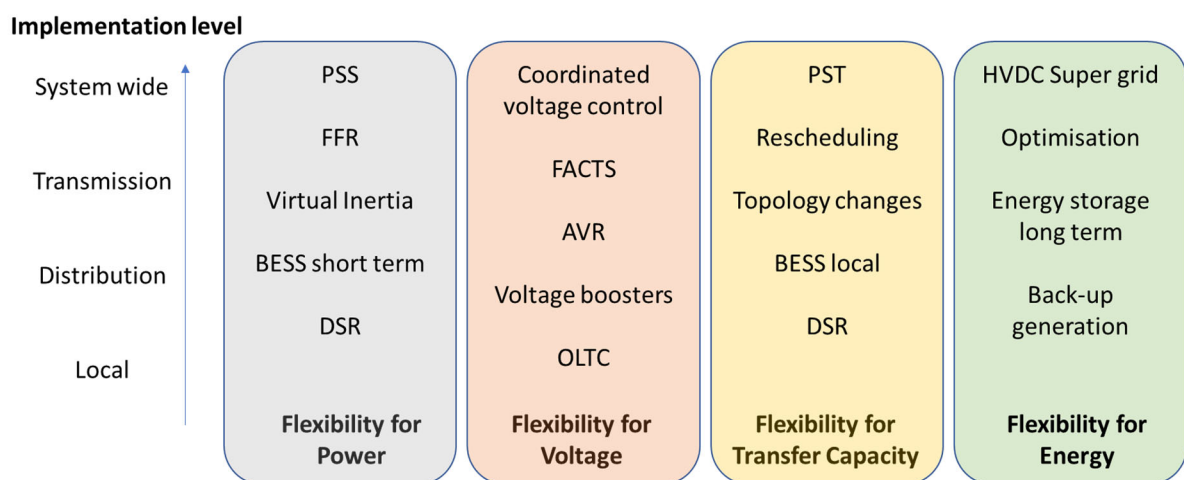 Implementation level
System wide
Transmission
Distribution
Local
PSS
FFR
Virtual Inertia
BESS short term
DSR
Flexibility for
Power
Coordinated
voltage control
FACTS
AVR
Voltage boosters
OLTC
Flexibility for
Voltage
PST
Rescheduling
Topology changes
BESS local
DSR
Flexibility for
Transfer Capacity
HVDC Super grid
Optimisation
Energy storage
long term
Back-up
generation
Flexibility for
Energy